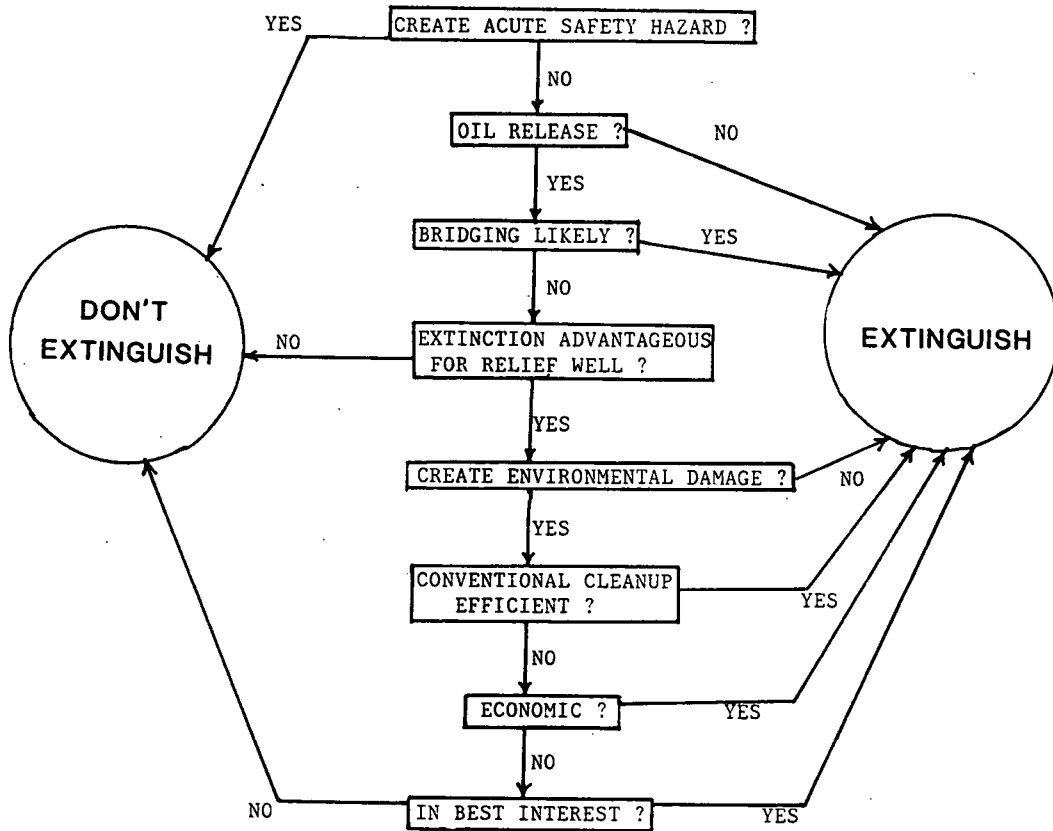 YES
CREATE ACUTE SAFETY HAZARD ?
NO
OIL RELEASE ?
NO
YES
BRIDGING LIKELY ?
YES
NO
DON'T
EXTINGUISH
EXTINGUISH
NO
EXTINCTION ADVANTAGEOUS
FOR RELIEF WELL ?
YES
CREATE ENVIRONMENTAL DAMAGE ?
NO
YES
CONVENTIONAL CLEANUP
EFFICIENT ?
YES
NO
ECONOMIC ?
YES
NO
NO
IN BEST INTEREST ?
YES